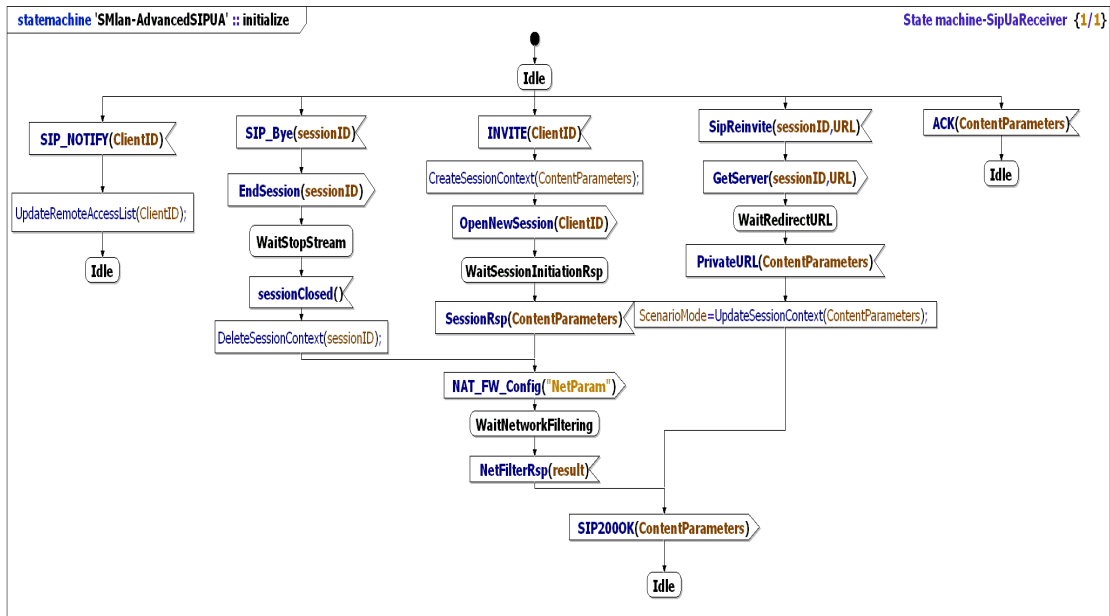 statemachine 'SMlan-AdvancedSIPUA' :: initialize
State machine-SipUaReceiver {1/1}
Idle
SIP_NOTIFY(ClientID)
SIP_Bye(sessionID)
INVITE(ClientID)
SipReinvite(sessionID,URL)
ACK(ContentParameters)
UpdateRemoteAccessList(ClientID);
EndSession(sessionID)
CreateSessionContext(ContentParameters);
GetServer(sessionID,URL)
Idle
Idle
WaitStopStream
OpenNewSession(ClientID)
WaitRedirectURL
sessionClosed()
WaitSessionInitiationRsp
PrivateURL(ContentParameters)
DeleteSessionContext(sessionID);
SessionRsp(ContentParameters)
ScenarioMode=UpdateSessionContext(ContentParameters);
NAT_FW_Config("NetParam")
WaitNetworkFiltering
NetFilterRsp(result)
SIP200OK(ContentParameters)
Idle